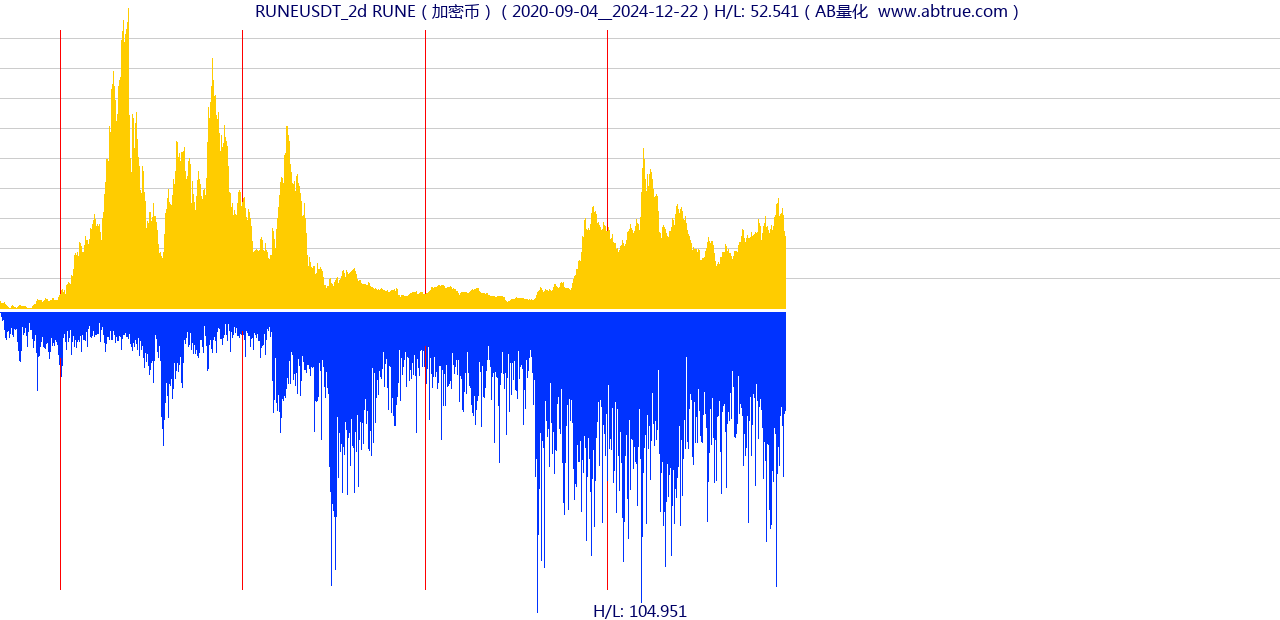 RUNEUSDT_2d RUNE ( 加密币 ) ( 2020-09-04__2024-12-22 ) H/L: 52.541 ( AB量化 www.abtrue.com )
H/L: 104.951